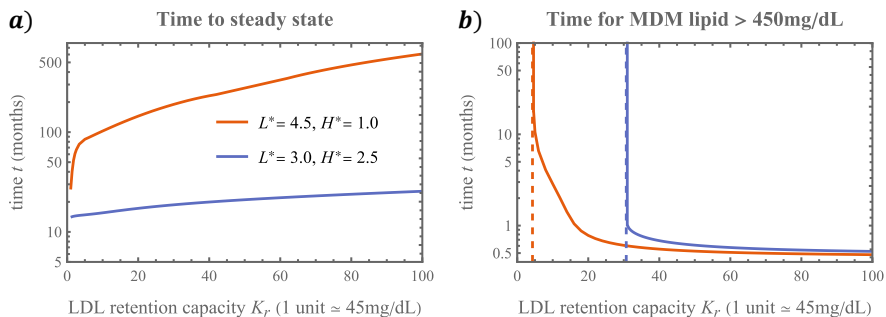 a)
Time to steady state
time t (months)
500
100
50
10
5
L*= 4.5, H*= 1.0
L*= 3.0, H*= 2.5
0 20 40 60 80 100
LDL retention capacity Kr (1 unit ≃ 45mg/dL)
b)
Time for MDM lipid > 450mg/dL
time t (months)
100
50
10
5
1
0.5
0 20 40 60 80 100
LDL retention capacity Kr (1 unit ≃ 45mg/dL)